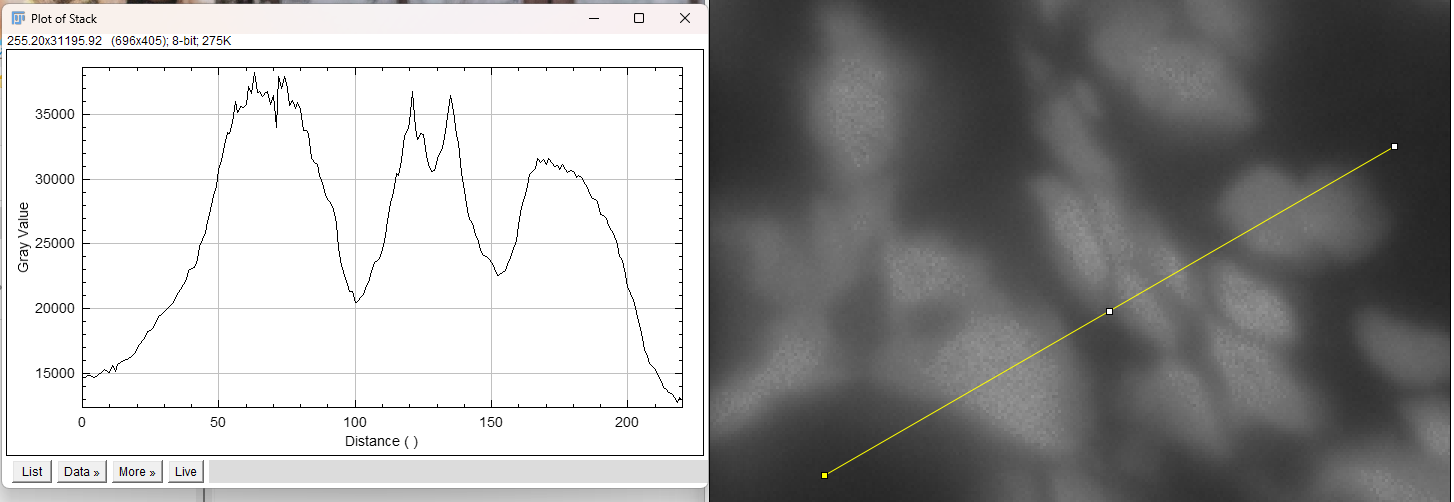 Plot of Stack
255.20x31195.92 (696x405); 8-bit; 275K
35000
30000
25000
20000
15000
Gray Value
0 50 100 150 200
Distance ( )
List Data » More » Live